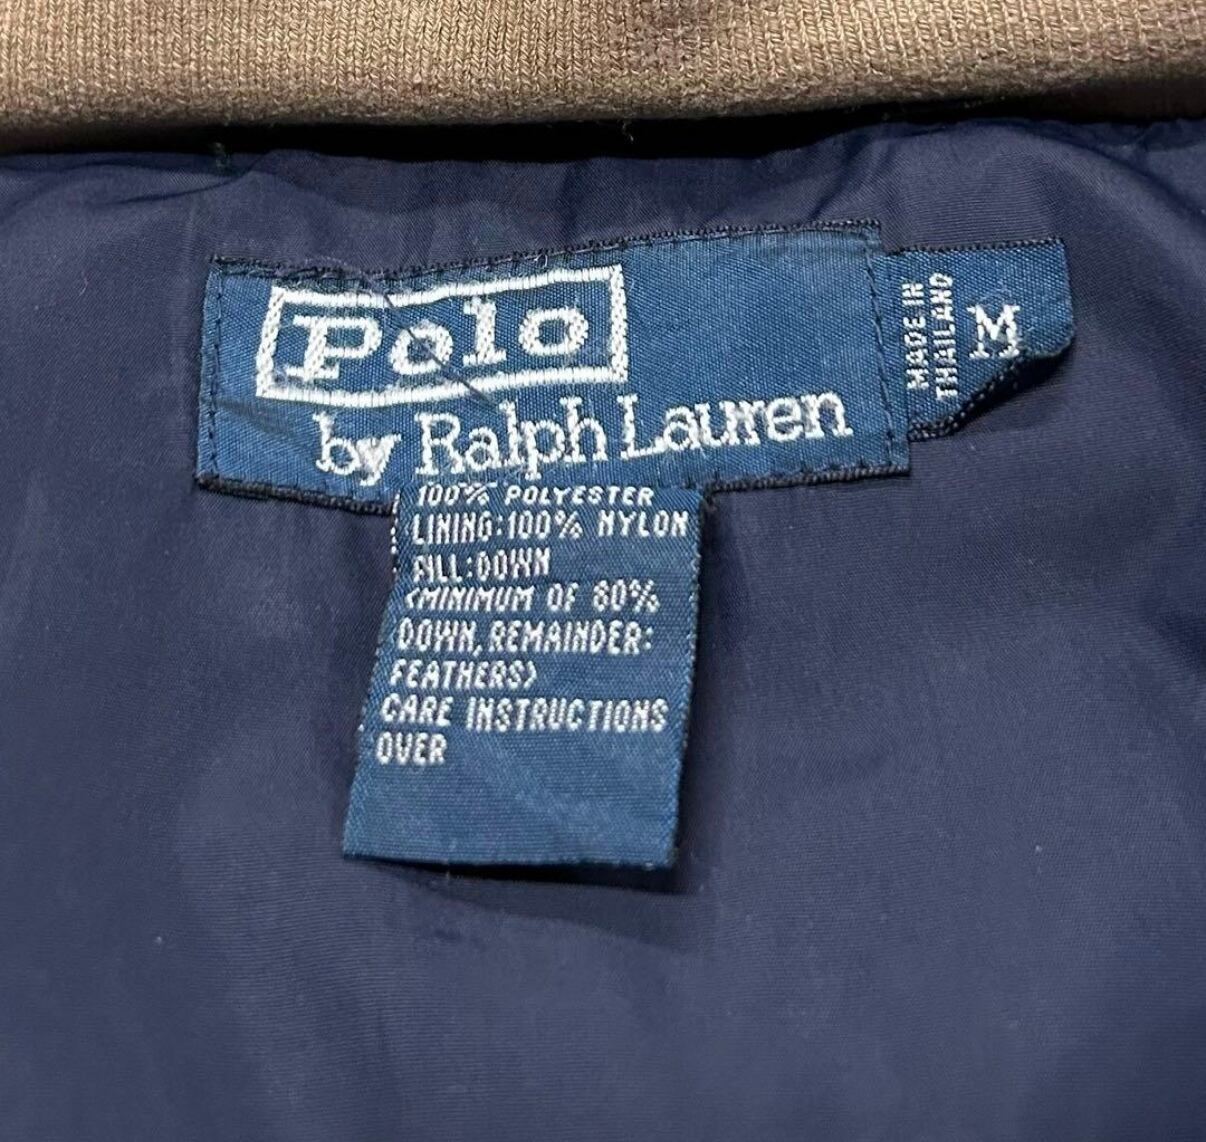 Polo
by Ralph Lauren
MADE IN
THAILAND
M
100% POLYESTER
LINING:100% NYLON
FILL:DOWN
<MINIMUM OF 80%
DOWN, REMAINDER:
FEATHERS>
CARE INSTRUCTIONS
OVER